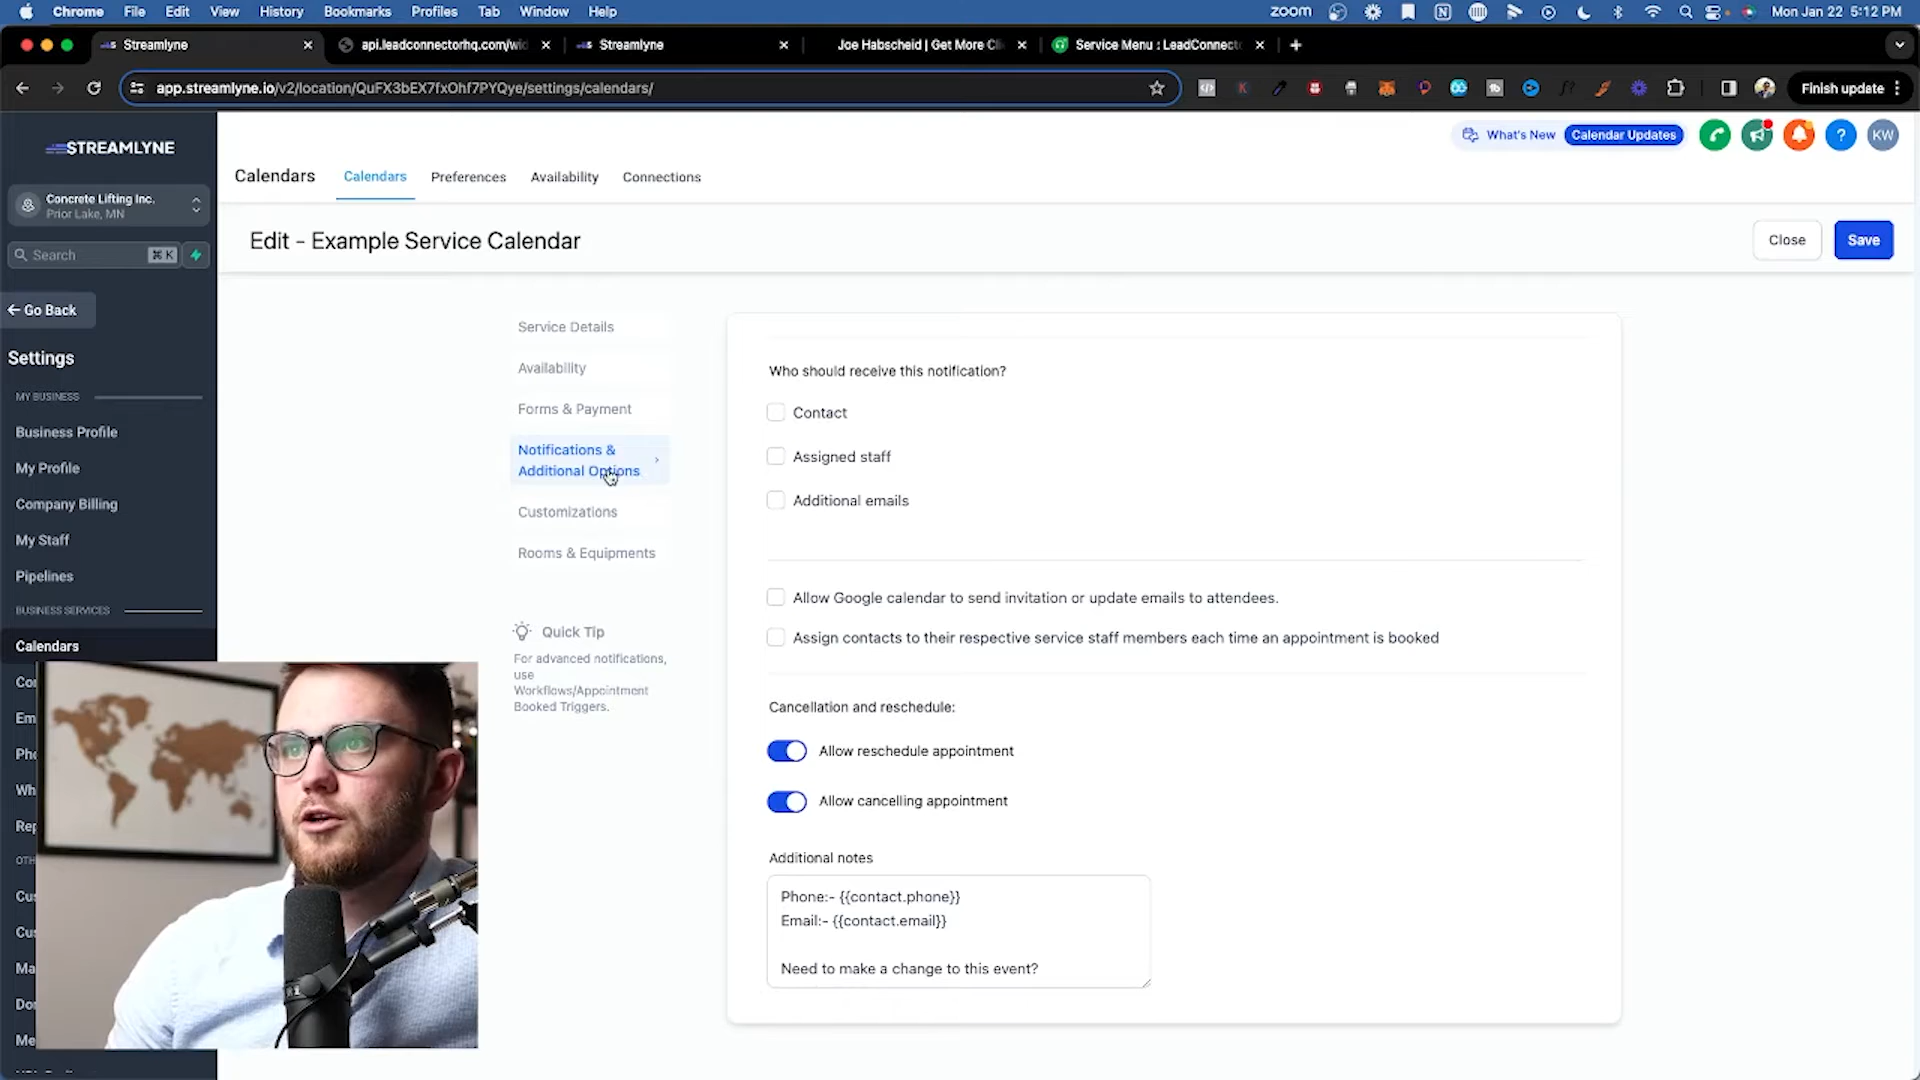 Chrome File Edit View History Bookmarks Profiles Tab Window Help
zoom Mon Jan 22 5:12 PM
Streamlyne
api.leadconnectorhq.com/wid
Streamlyne
Joe Habscheid | Get More Cli
Service Menu : LeadConnecto
app.streamlyne.io/v2/location/QuFX3bEX7fxOhf7PYQye/settings/calendars/
Finish update
STREAMLYNE
What's New Calendar Updates
KW
Calendars
Calendars
Preferences
Availability
Connections
Concrete Lifting Inc.
Prior Lake, MN
Search ⌘ K
Edit - Example Service Calendar
Close
Save
Go Back
Settings
MY BUSINESS
Business Profile
My Profile
Company Billing
My Staff
Pipelines
BUSINESS SERVICES
Calendars
Em
Pho
Wh
Rep
OTH
Cus
Cus
Ma
Do
Me
Service Details
Availability
Forms & Payment
Notifications &
Additional Options
Customizations
Rooms & Equipments
Quick Tip
For advanced notifications,
use
Workflows/Appointment
Booked Triggers.
Who should receive this notification?
Contact
Assigned staff
Additional emails
Allow Google calendar to send invitation or update emails to attendees.
Assign contacts to their respective service staff members each time an appointment is booked
Cancellation and reschedule:
Allow reschedule appointment
Allow cancelling appointment
Additional notes
Phone:- {{contact.phone}}
Email:- {{contact.email}}
Need to make a change to this event?